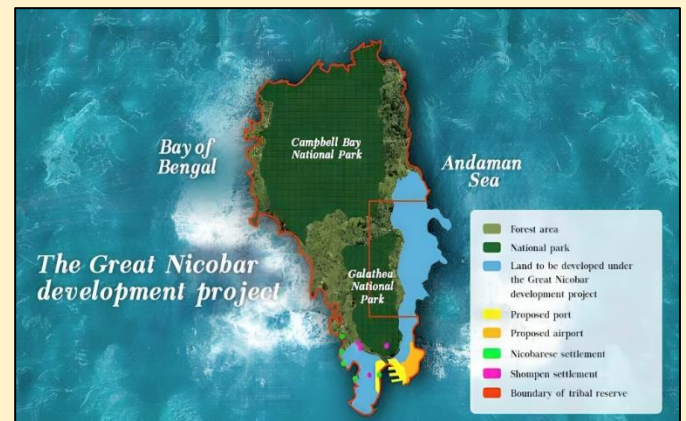 Campbell Bay
National Park
Bay of
Bengal
Andaman
Sea
The Great Nicobar
development project
Galathea
National
Park
Forest area
National park
Land to be developed under
the Great Nicobar
development project
Proposed port
Proposed airport
Nicobarese settlement
Shompen settlement
Boundary of tribal reserve